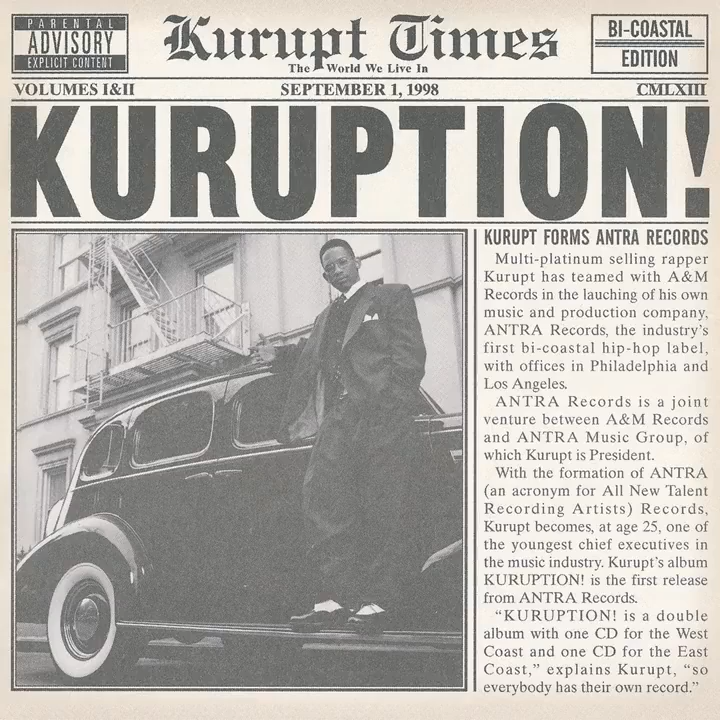 PARENTAL
ADVISORY
EXPLICIT CONTENT
Kurupt Times
The World We Live In
BI-COASTAL
EDITION
VOLUMES I&II
SEPTEMBER 1, 1998
CMLXIII
KURUPTION!
KURUPT FORMS ANTRA RECORDS
Multi-platinum selling rapper
Kurupt has teamed with A&M
Records in the lauching of his own
music and production company,
ANTRA Records, the industry's
first bi-coastal hip-hop label,
with offices in Philadelphia and
Los Angeles.
ANTRA Records is a joint
venture between A&M Records
and ANTRA Music Group, of
which Kurupt is President.
With the formation of ANTRA
(an acronym for All New Talent
Recording Artists) Records,
Kurupt becomes, at age 25, one of
the youngest chief executives in
the music industry. Kurupt's album
KURUPTION! is the first release
from ANTRA Records.
"KURUPTION! is a double
album with one CD for the West
Coast and one CD for the East
Coast," explains Kurupt, "so
everybody has their own record."